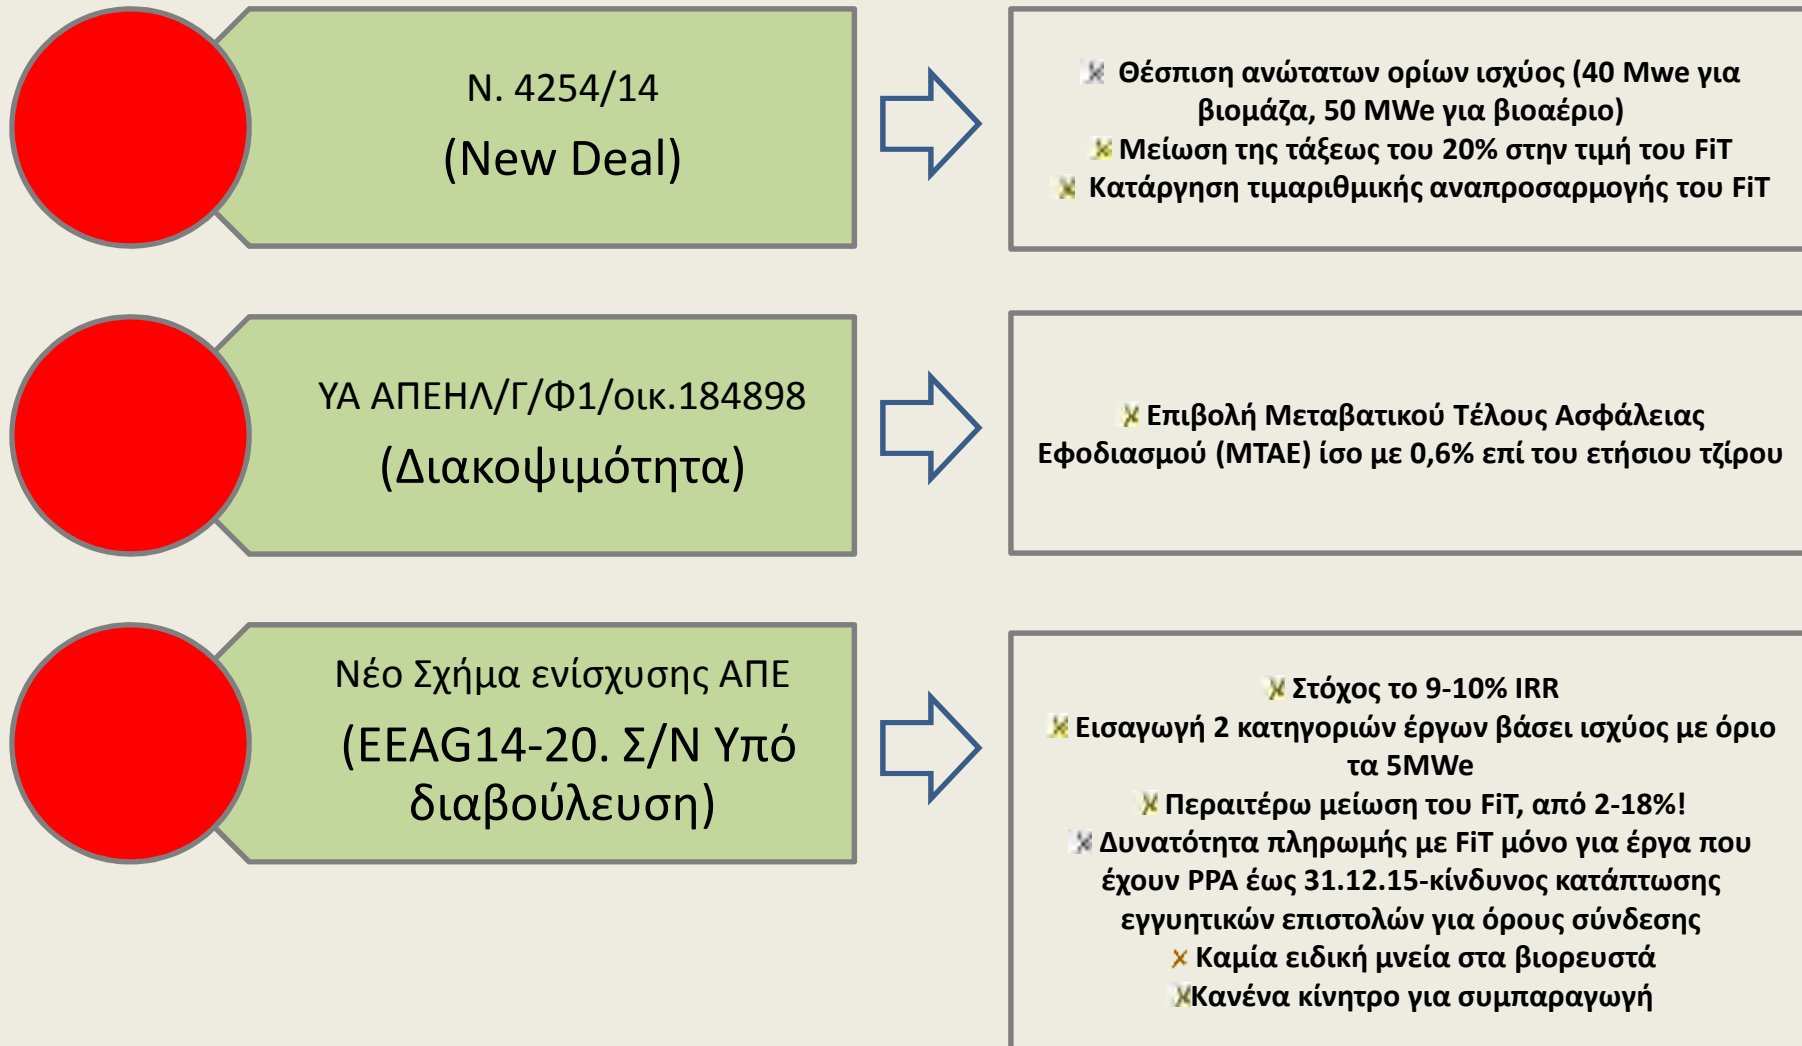 Ν. 4254/14
(New Deal)
Θέσπιση ανώτατων ορίων ισχύος (40 Mwe για
βιομάζα, 50 MWe για βιοαέριο)
Μείωση της τάξεως του 20% στην τιμή του FiT
Κατάργηση τιμαριθμικής αναπροσαρμογής του FiT
ΥΑ ΑΠΕΗΛ/Γ/Φ1/οικ.184898
(Διακοψιμότητα)
Επιβολή Μεταβατικού Τέλους Ασφάλειας
Εφοδιασμού (ΜΤΑΕ) ίσο με 0,6% επί του ετήσιου τζίρου
Νέο Σχήμα ενίσχυσης ΑΠΕ
(EEAG14-20. Σ/Ν Υπό
διαβούλευση)
Στόχος το 9-10% IRR
Εισαγωγή 2 κατηγοριών έργων βάσει ισχύος με όριο
τα 5MWe
Περαιτέρω μείωση του FiT, από 2-18%!
Δυνατότητα πληρωμής με FiT μόνο για έργα που
έχουν PPA έως 31.12.15-κίνδυνος κατάπτωσης
εγγυητικών επιστολών για όρους σύνδεσης
Καμία ειδική μνεία στα βιορευστά
Κανένα κίνητρο για συμπαραγωγή